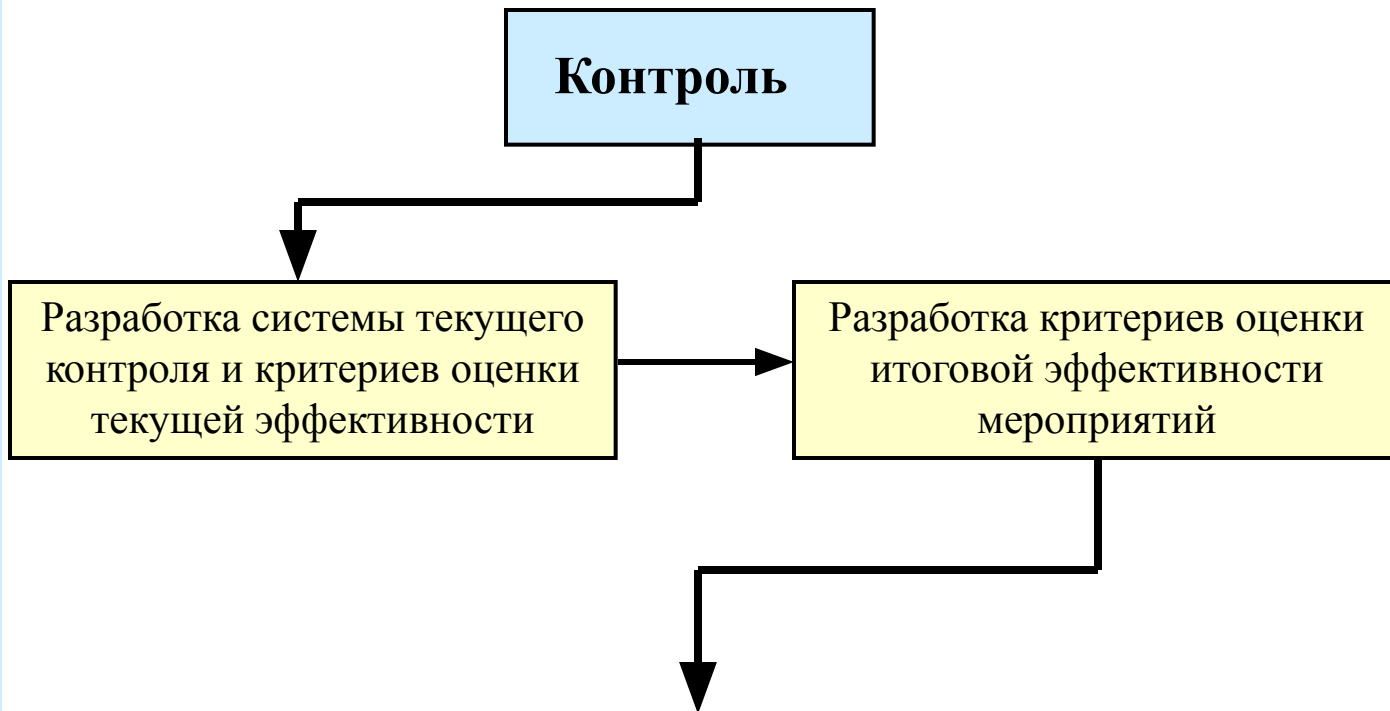 Контроль
Разработка системы текущего
контроля и критериев оценки
текущей эффективности
Разработка критериев оценки
итоговой эффективности
мероприятий